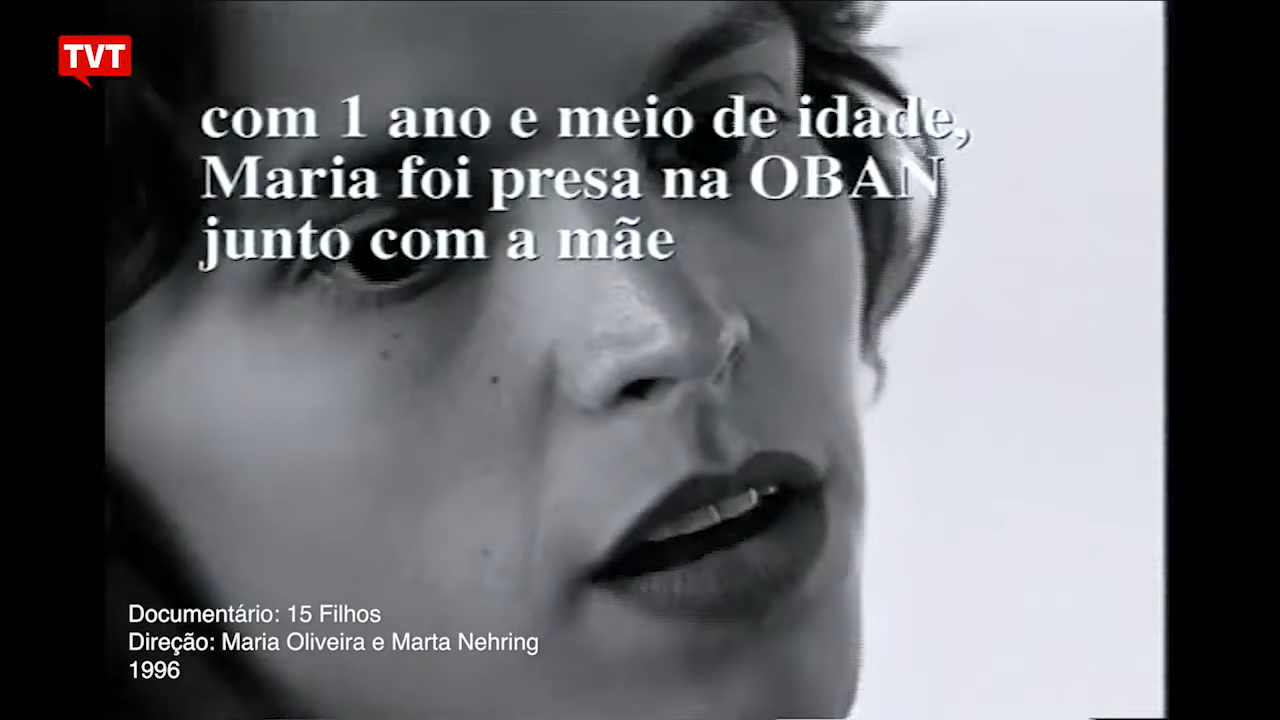 TVT
com 1 ano e meio de idade,
Maria foi presa na OBAN
junto com a mãe
Documentário: 15 Filhos
Direção: Maria Oliveira e Marta Nehring
1996